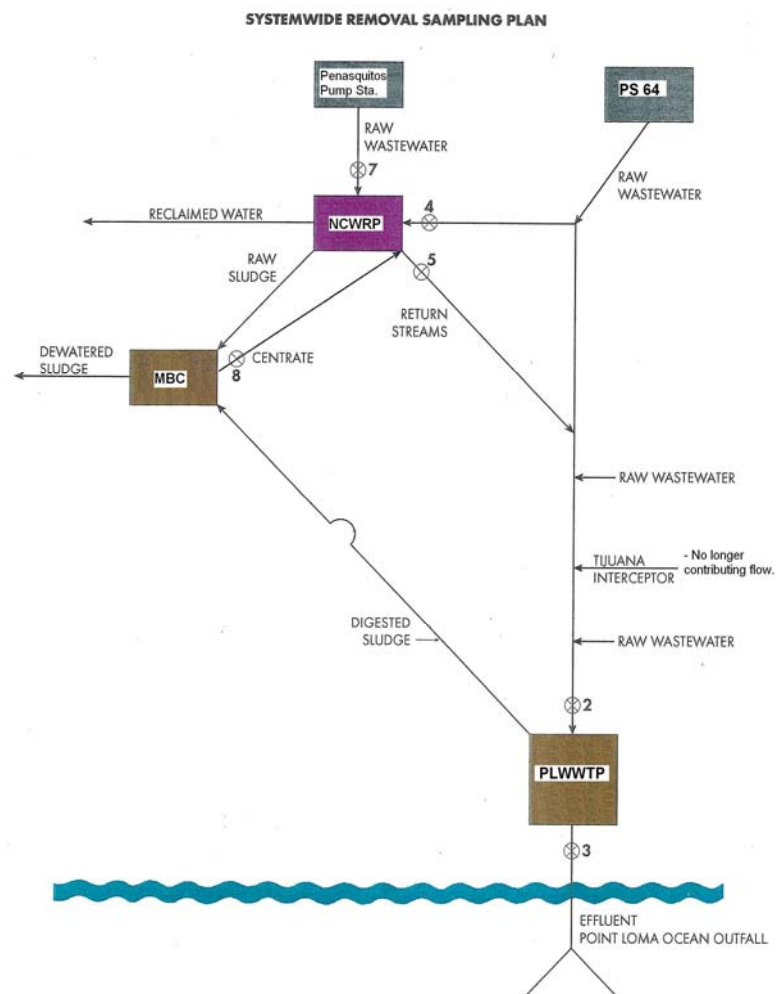 SYSTEMWIDE REMOVAL SAMPLING PLAN
Penasquitos
Pump Sta.
PS 64
RAW
WASTEWATER
7
RAW
WASTEWATER
RECLAIMED WATER
NCWRP
4
5
RAW
SLUDGE
RETURN
STREAMS
DEWATERED
SLUDGE
MBC
CENTRATE
8
RAW WASTEWATER
TIJUANA
INTERCEPTOR
- No longer
contributing flow.
DIGESTED
SLUDGE
RAW WASTEWATER
2
PLWWTP
3
EFFLUENT
POINT LOMA OCEAN OUTFALL